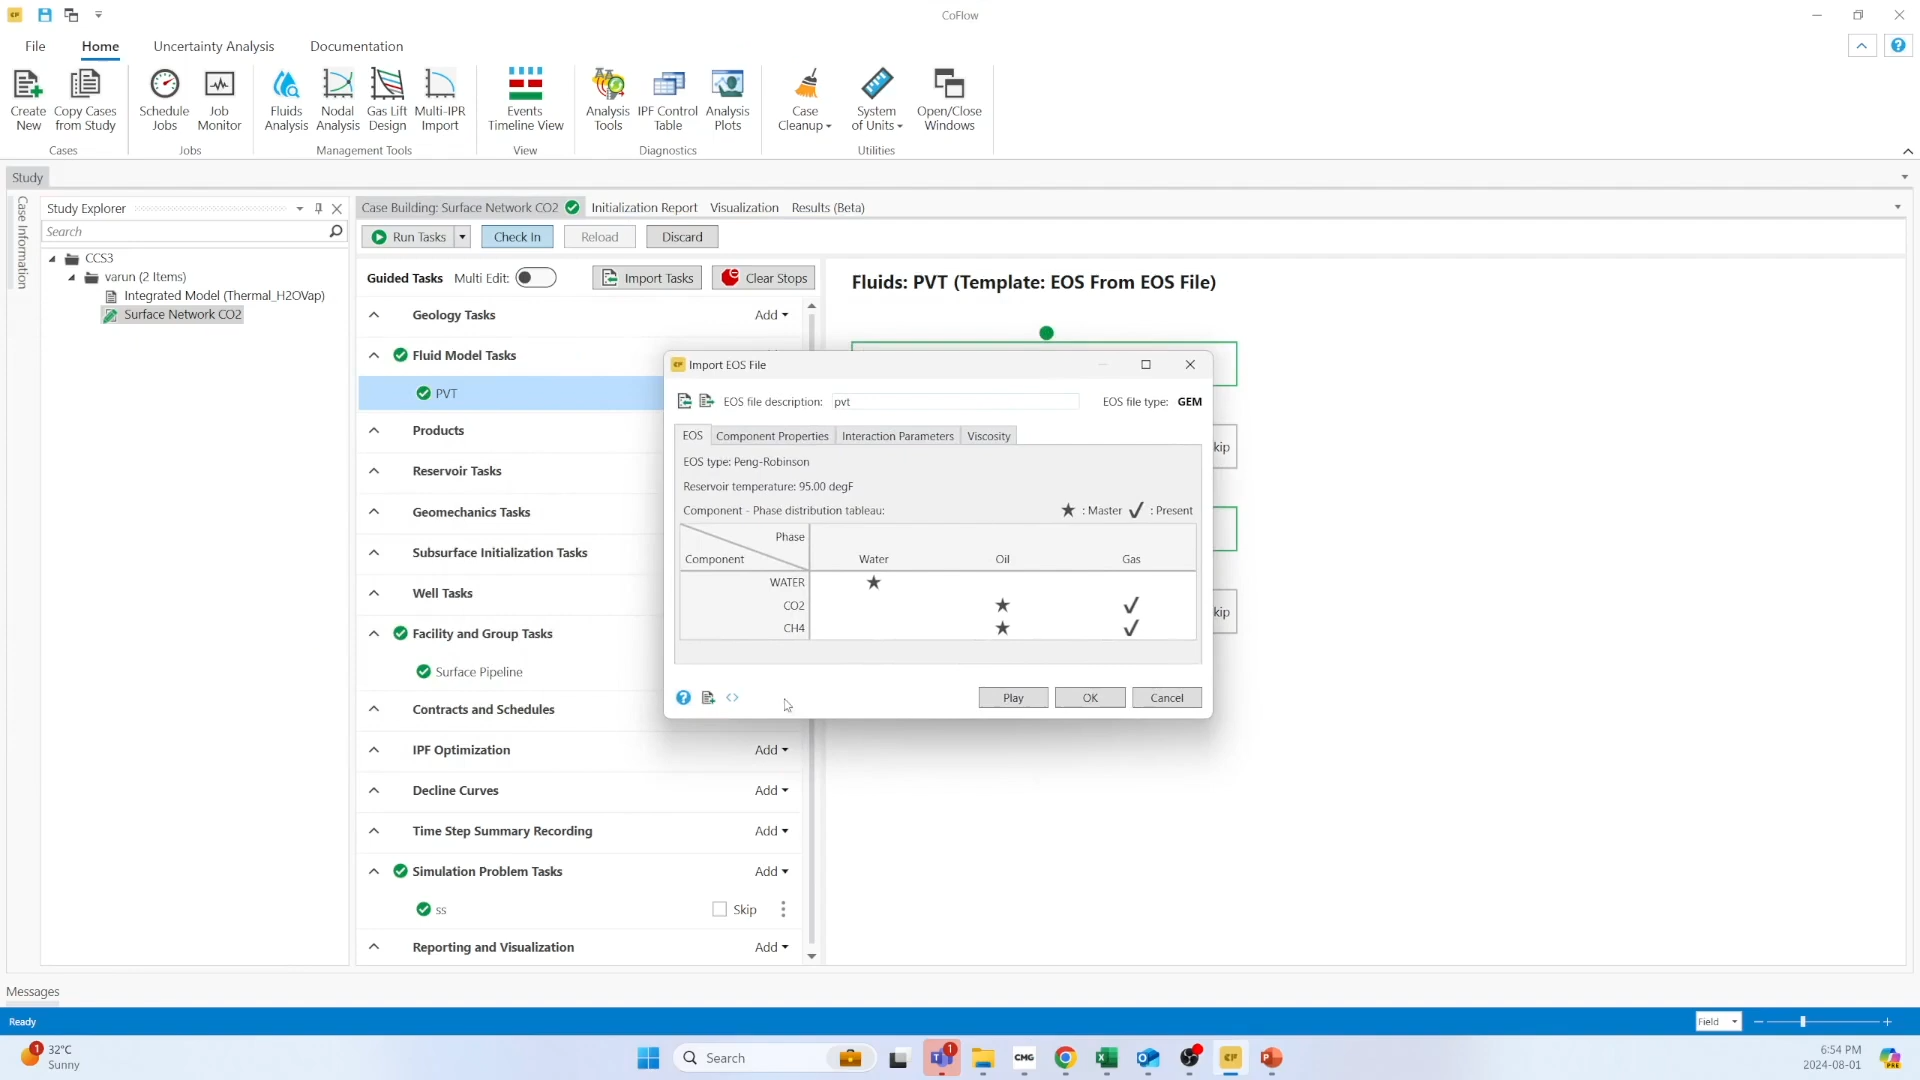 CoFlow
File
Home
Uncertainty Analysis
Documentation
Create New
Copy Cases from Study
Cases
Schedule Jobs
Job Monitor
Jobs
Fluids Analysis
Nodal Analysis
Gas Lift Design
Multi-IPR Import
Management Tools
Events Timeline View
View
Analysis Tools
IPF Control Table
Analysis Plots
Diagnostics
Case Cleanup
System of Units
Open/Close Windows
Utilities
Study
Case Information
Study Explorer
Search
CCS3
varun (2 Items)
Integrated Model (Thermal_H2OVap)
Surface Network CO2
Case Building: Surface Network CO2
Initialization Report
Visualization
Results (Beta)
Run Tasks
Check In
Reload
Discard
Guided Tasks
Multi Edit:
Import Tasks
Clear Stops
Geology Tasks
Add
Fluid Model Tasks
PVT
Products
Reservoir Tasks
Geomechanics Tasks
Subsurface Initialization Tasks
Well Tasks
Facility and Group Tasks
Surface Pipeline
Contracts and Schedules
IPF Optimization
Add
Decline Curves
Add
Time Step Summary Recording
Add
Simulation Problem Tasks
Add
ss
Skip
Reporting and Visualization
Add
Fluids: PVT (Template: EOS From EOS File)
kip
kip
Import EOS File
EOS file description:
pvt
EOS file type: GEM
EOS
Component Properties
Interaction Parameters
Viscosity
EOS type: Peng-Robinson
Reservoir temperature: 95.00 degF
Component - Phase distribution tableau:
★ : Master ✓ : Present
Phase
Component
Water
Oil
Gas
WATER
CO2
CH4
Play
OK
Cancel
Messages
Ready
Field
1
32°C
Sunny
Search
1
CMG
6:54 PM
2024-08-01
PRE